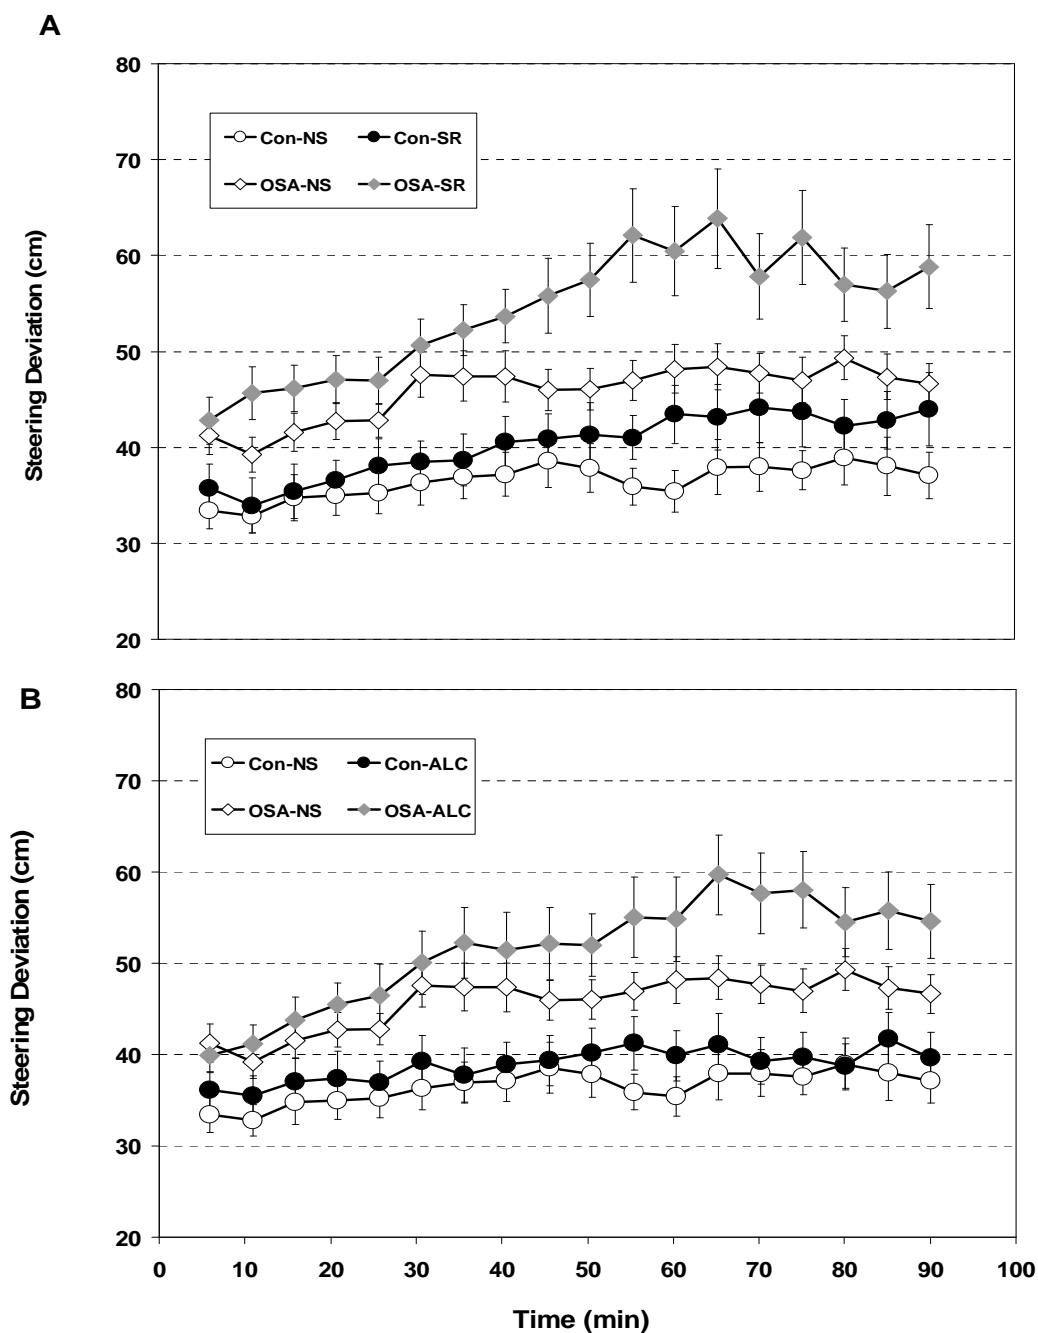 A
80
70
60
50
40
30
20
Steering Deviation (cm)
Con-NS Con-SR
OSA-NS OSA-SR
B
80
70
60
50
40
30
20
Steering Deviation (cm)
Con-NS Con-ALC
OSA-NS OSA-ALC
0 10 20 30 40 50 60 70 80 90 100
Time (min)